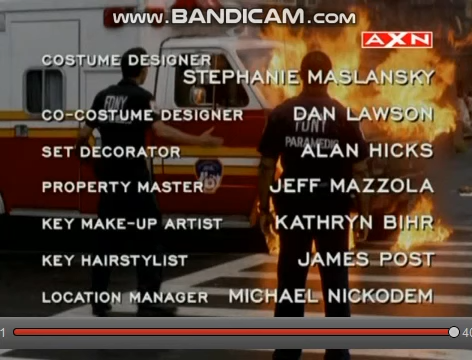 www.BANDICAM.com
AXN
COSTUME DESIGNER
STEPHANIE MASLANSKY
CO-COSTUME DESIGNER DAN LAWSON
FDNY
FDNY
PARAMEDIC
SET DECORATOR ALAN HICKS
PROPERTY MASTER JEFF MAZZOLA
KEY MAKE-UP ARTIST KATHRYN BIHR
KEY HAIRSTYLIST JAMES POST
LOCATION MANAGER MICHAEL NICKODEM